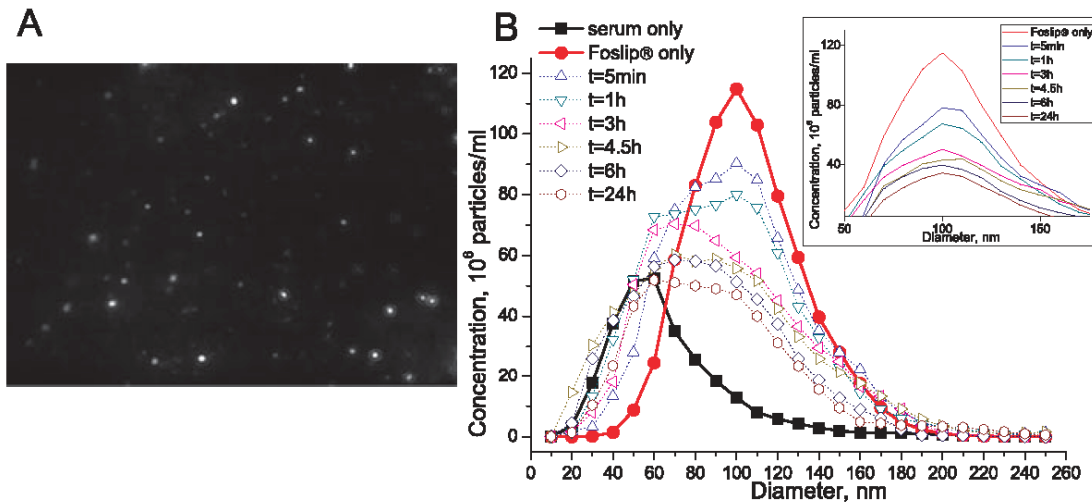 A
B
serum only
Foslip® only
t=5min
t=1h
t=3h
t=4.5h
t=6h
t=24h
Concentration, 10⁶ particles/ml
120
100
80
60
40
20
0
0 20 40 60 80 100 120 140 160 180 200 220 240 260
Diameter, nm
Foslip® only
t=5min
t=1h
t=3h
t=4.5h
t=6h
t=24h
Concentration, 10⁶ particles/ml
120
80
40
50 100 150
Diameter, nm